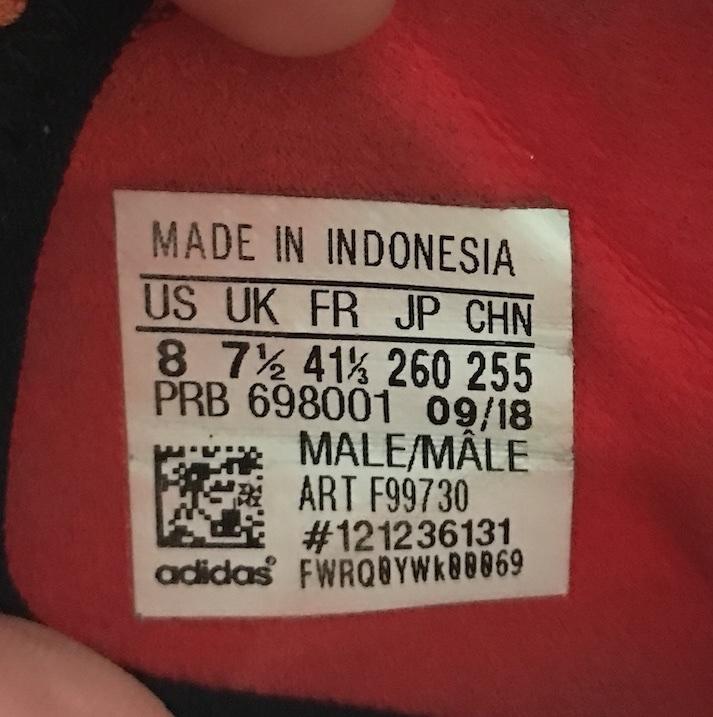 MADE IN INDONESIA
US UK FR JP CHN
8 7½ 41⅓ 260 255
PRB 698001 09/18
MALE/MÂLE
ART F99730
#121236131
adidas® FWRQ0YWk00069